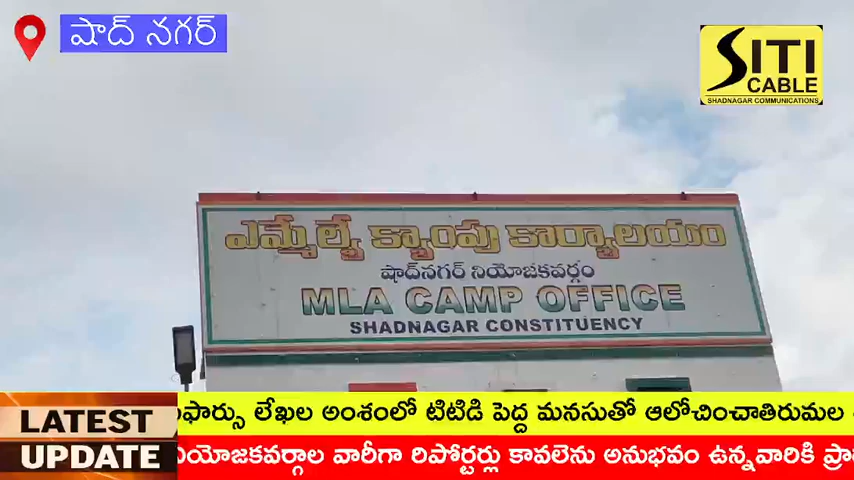 షాద్ నగర్
SITI
CABLE
SHADNAGAR COMMUNICATIONS
ఎమ్మేల్యే క్యాంపు కార్యాలయం
షాద్‌నగర్ నియోజకవర్గం
MLA CAMP OFFICE
SHADNAGAR CONSTITUENCY
LATEST
UPDATE
లేఖల అంశంలో టిటిడి పెద్ద మనసుతో ఆలోచించాతిరుమల
వారీగా రిపోర్టర్లు కావలెను అనుభవం ఉన్నవారికి